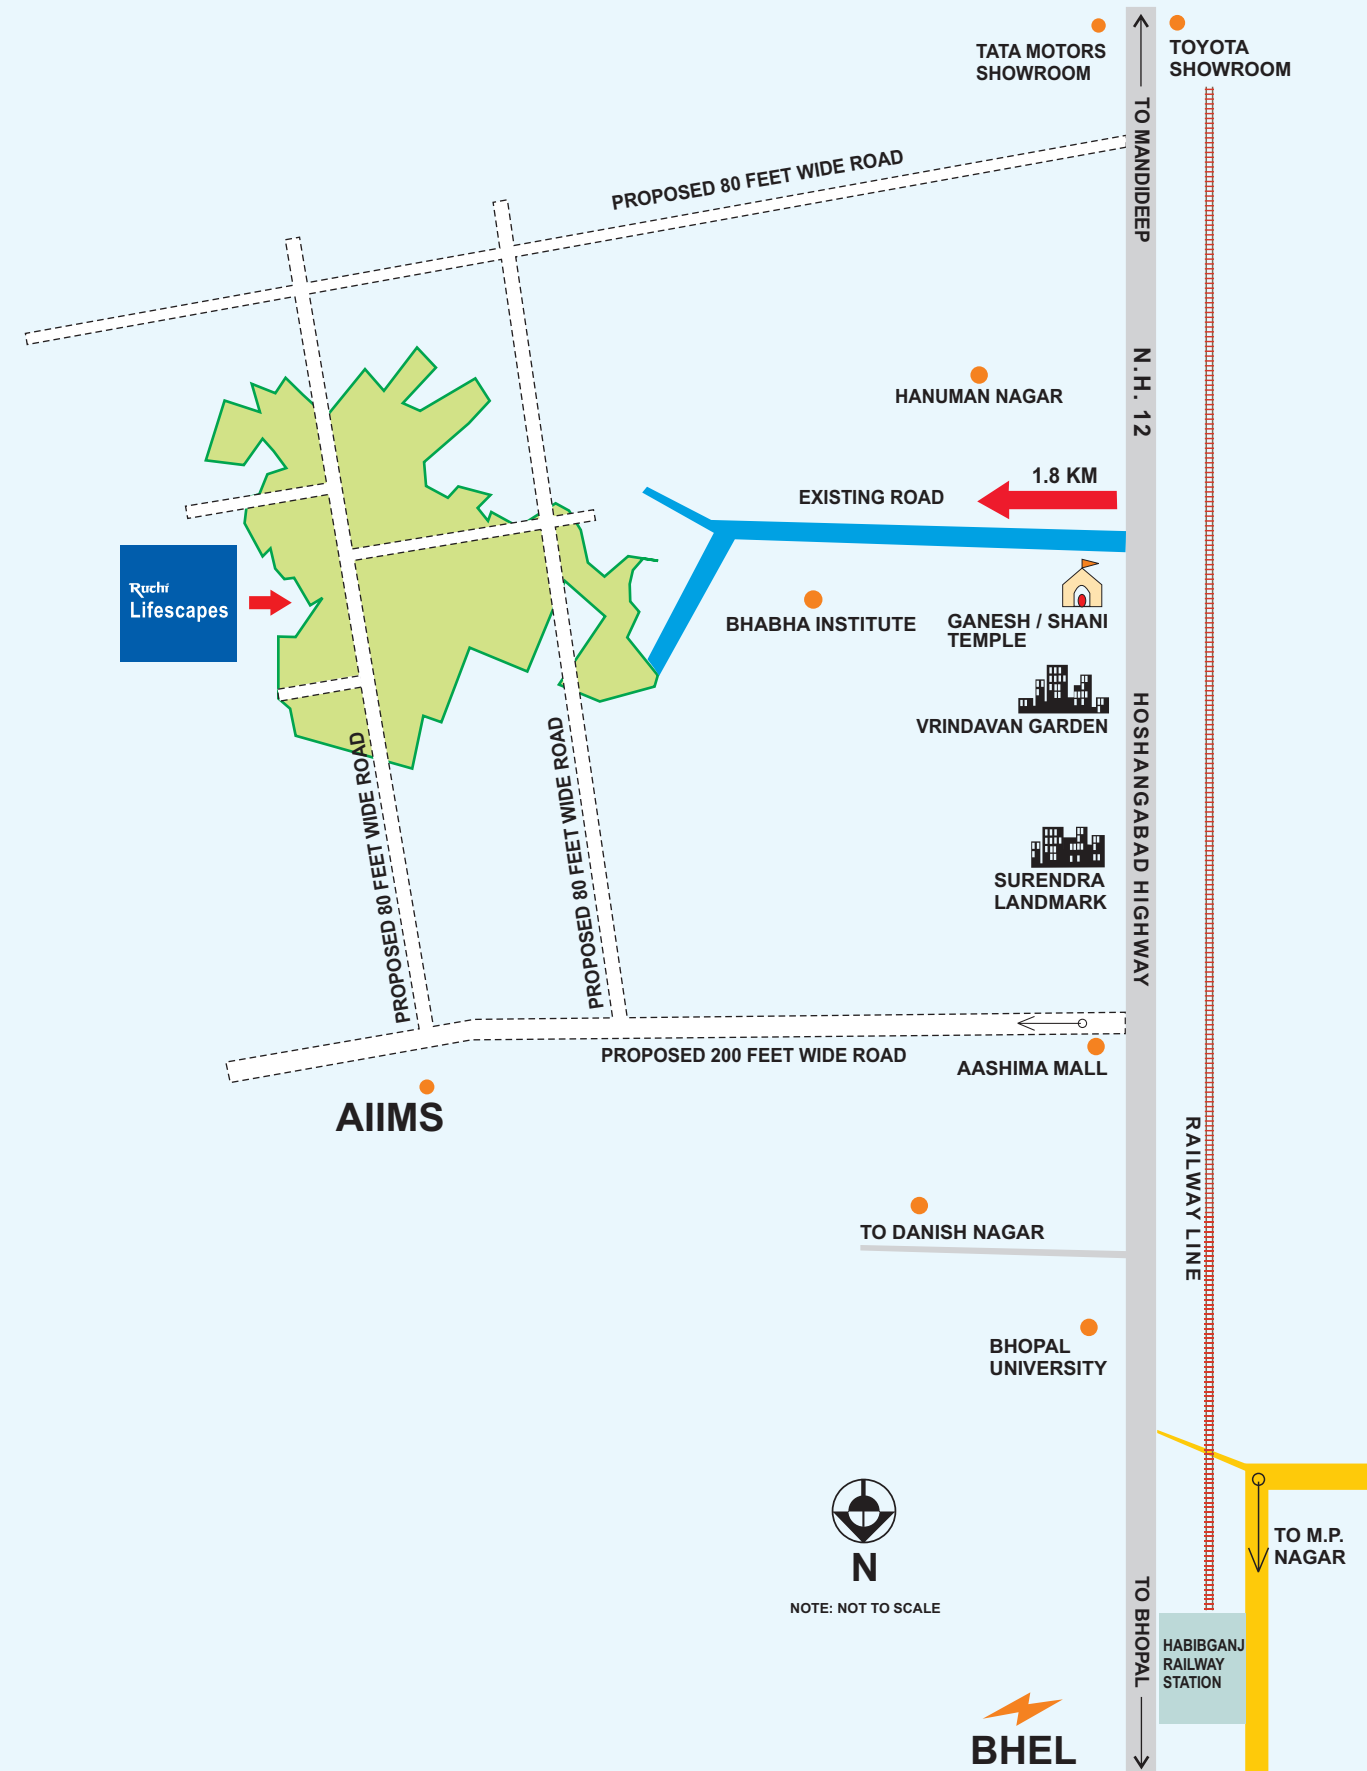 TATA MOTORS
SHOWROOM
TOYOTA
SHOWROOM
TO MANDIDEEP
PROPOSED 80 FEET WIDE ROAD
N.H. 12
HANUMAN NAGAR
1.8 KM
EXISTING ROAD
Ruchi
Lifescapes
BHABHA INSTITUTE
GANESH / SHANI
TEMPLE
VRINDAVAN GARDEN
HOSHANGABAD HIGHWAY
PROPOSED 80 FEET WIDE ROAD
PROPOSED 80 FEET WIDE ROAD
SURENDRA
LANDMARK
PROPOSED 200 FEET WIDE ROAD
AASHIMA MALL
AIIMS
RAILWAY LINE
TO DANISH NAGAR
BHOPAL
UNIVERSITY
N
NOTE: NOT TO SCALE
TO M.P.
NAGAR
TO BHOPAL
HABIBGANJ
RAILWAY
STATION
BHEL